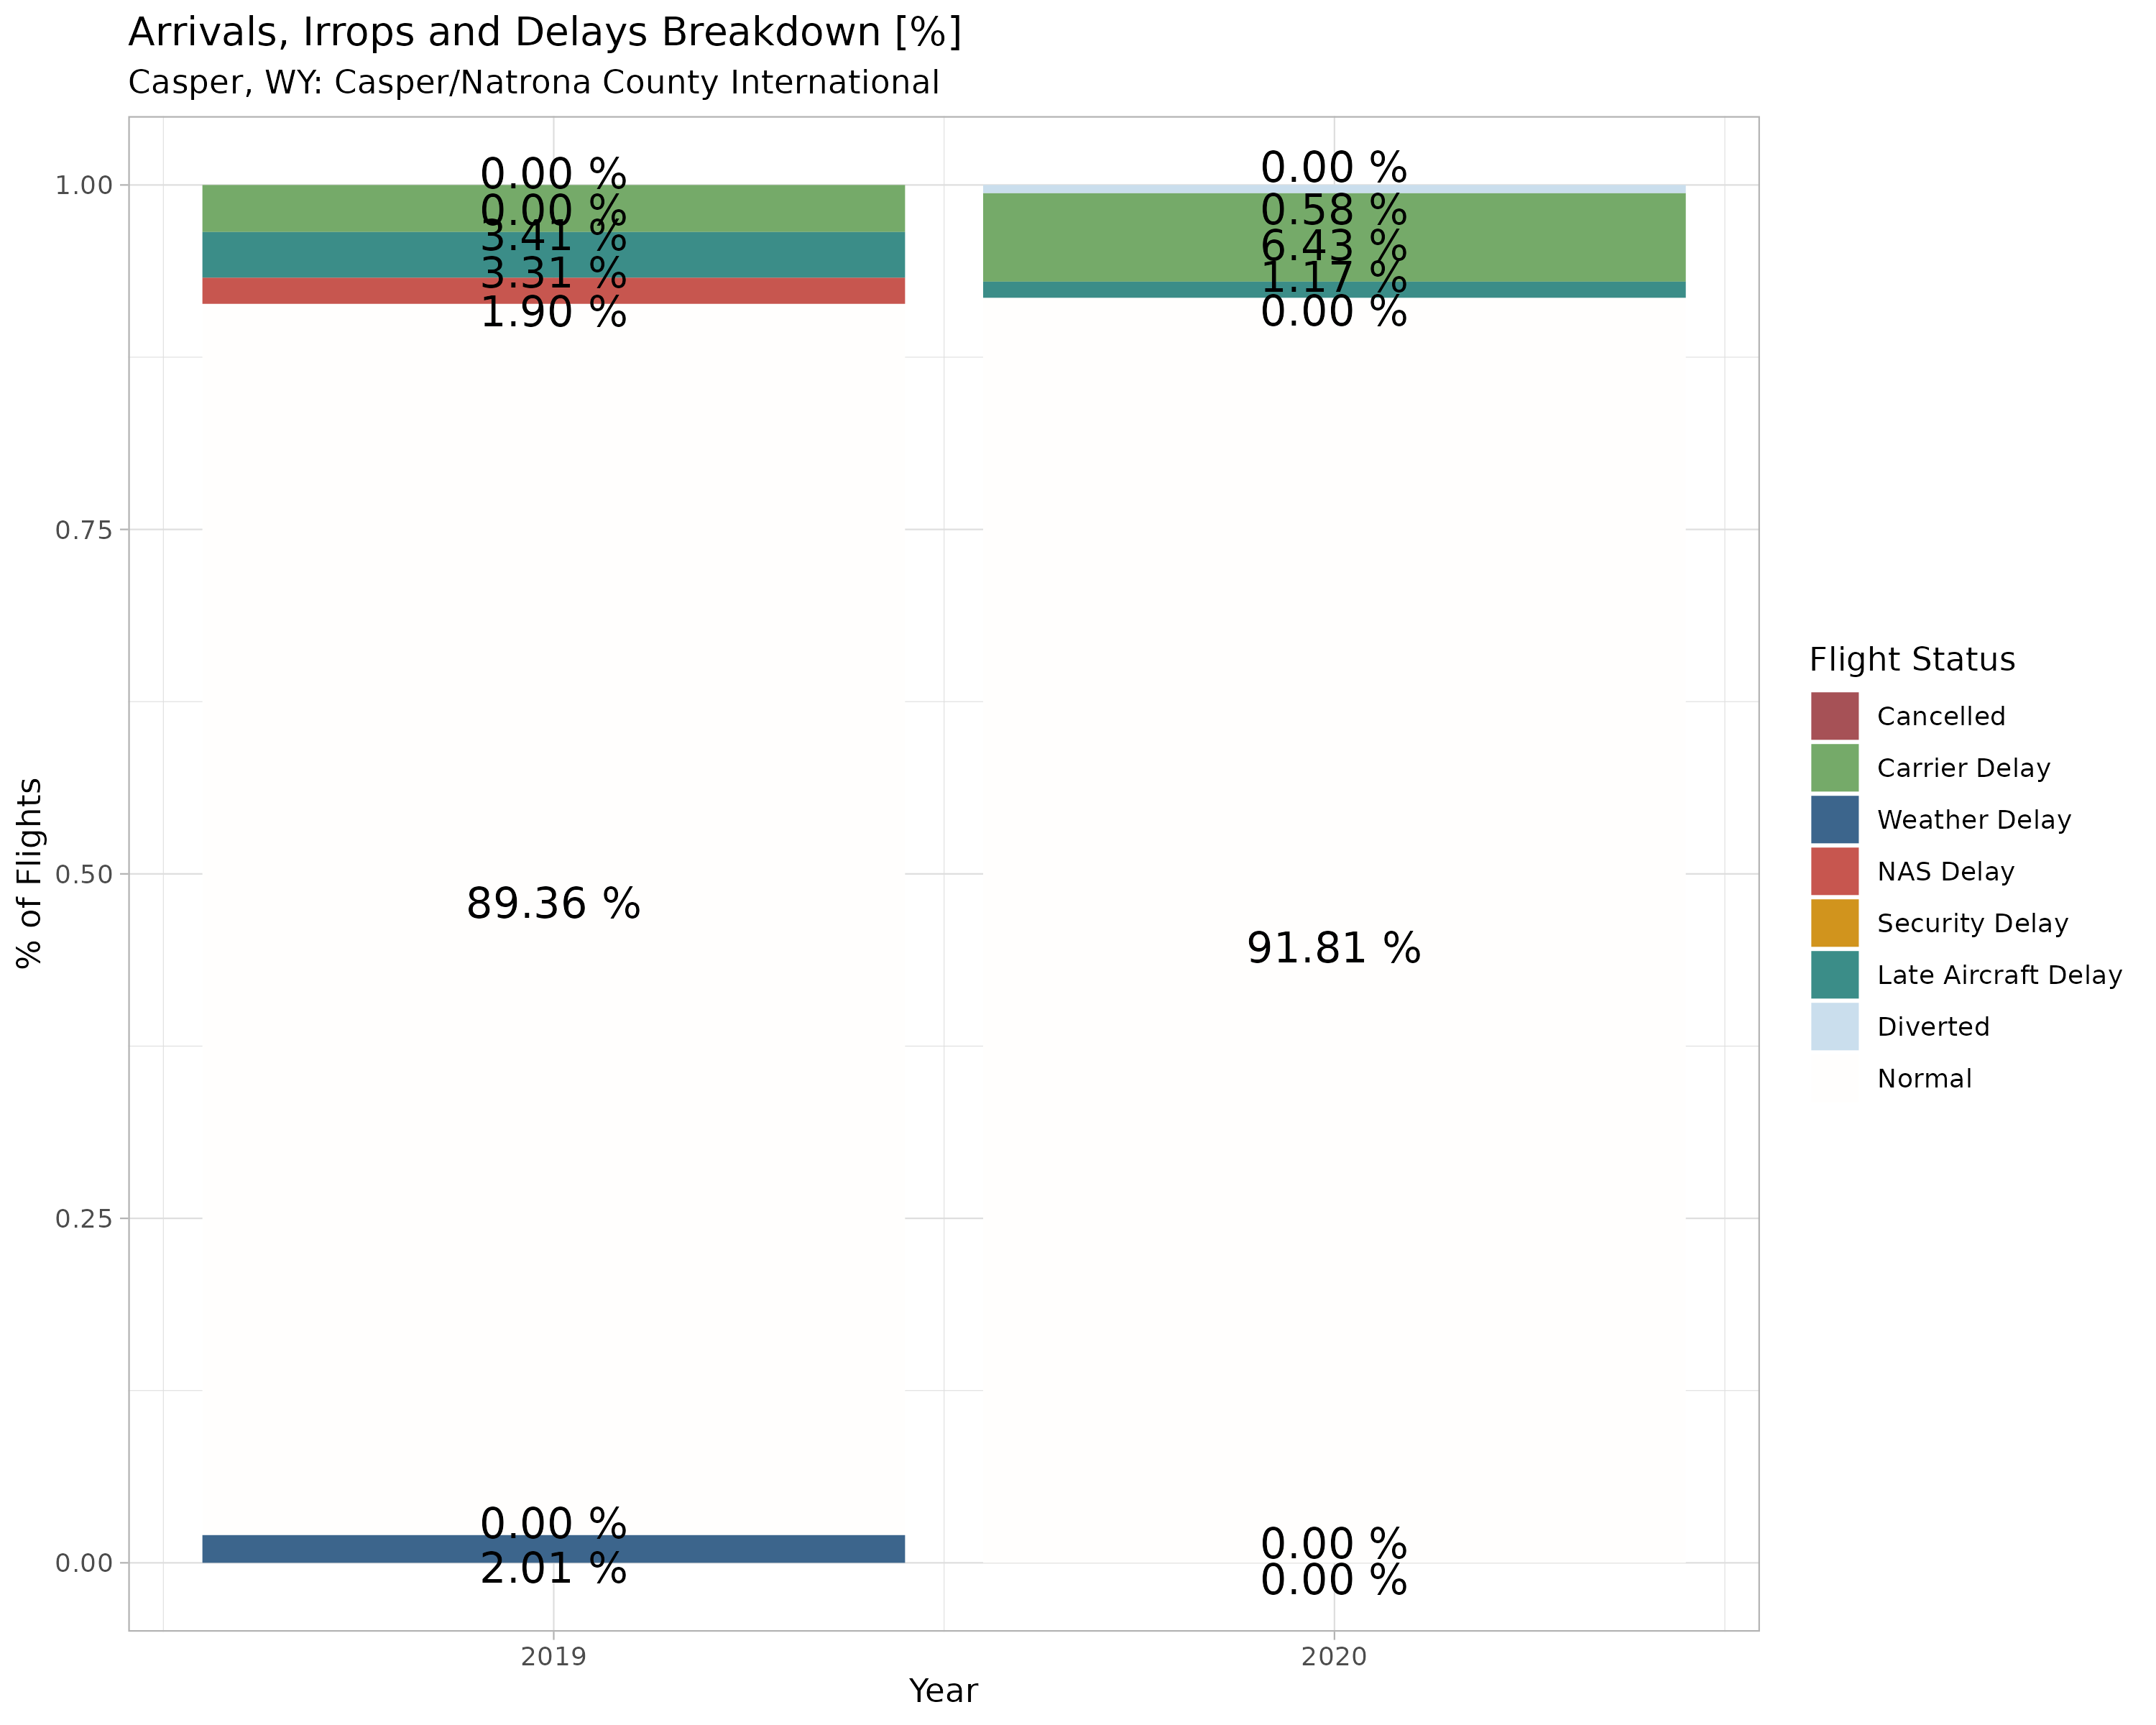 Arrivals, Irrops and Delays Breakdown [%]
Casper, WY: Casper/Natrona County International
% of Flights
1.00
0.75
0.50
0.25
0.00
0.00 %
0.00 %
3.41 %
3.31 %
1.90 %
89.36 %
0.00 %
2.01 %
0.00 %
0.58 %
6.43 %
1.17 %
0.00 %
91.81 %
0.00 %
0.00 %
2019
2020
Year
Flight Status
Cancelled
Carrier Delay
Weather Delay
NAS Delay
Security Delay
Late Aircraft Delay
Diverted
Normal